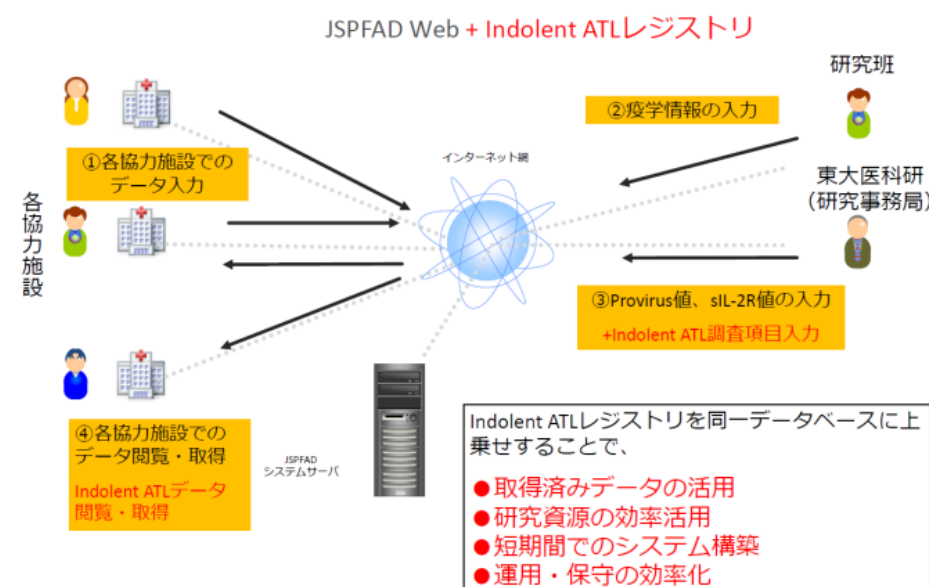 JSPFAD Web + Indolent ATLレジストリ
研究班
②疫学情報の入力
インターネット網
①各協力施設での
データ入力
東大医科研
(研究事務局)
各協力施設
③Provirus値、sIL-2R値の入力
+Indolent ATL調査項目入力
④各協力施設での
データ閲覧・取得
Indolent ATLデータ
閲覧・取得
JSPFAD
システムサーバ
Indolent ATLレジストリを同一データベースに上
乗せすることで、
●取得済みデータの活用
●研究資源の効率活用
●短期間でのシステム構築
●運用・保守の効率化